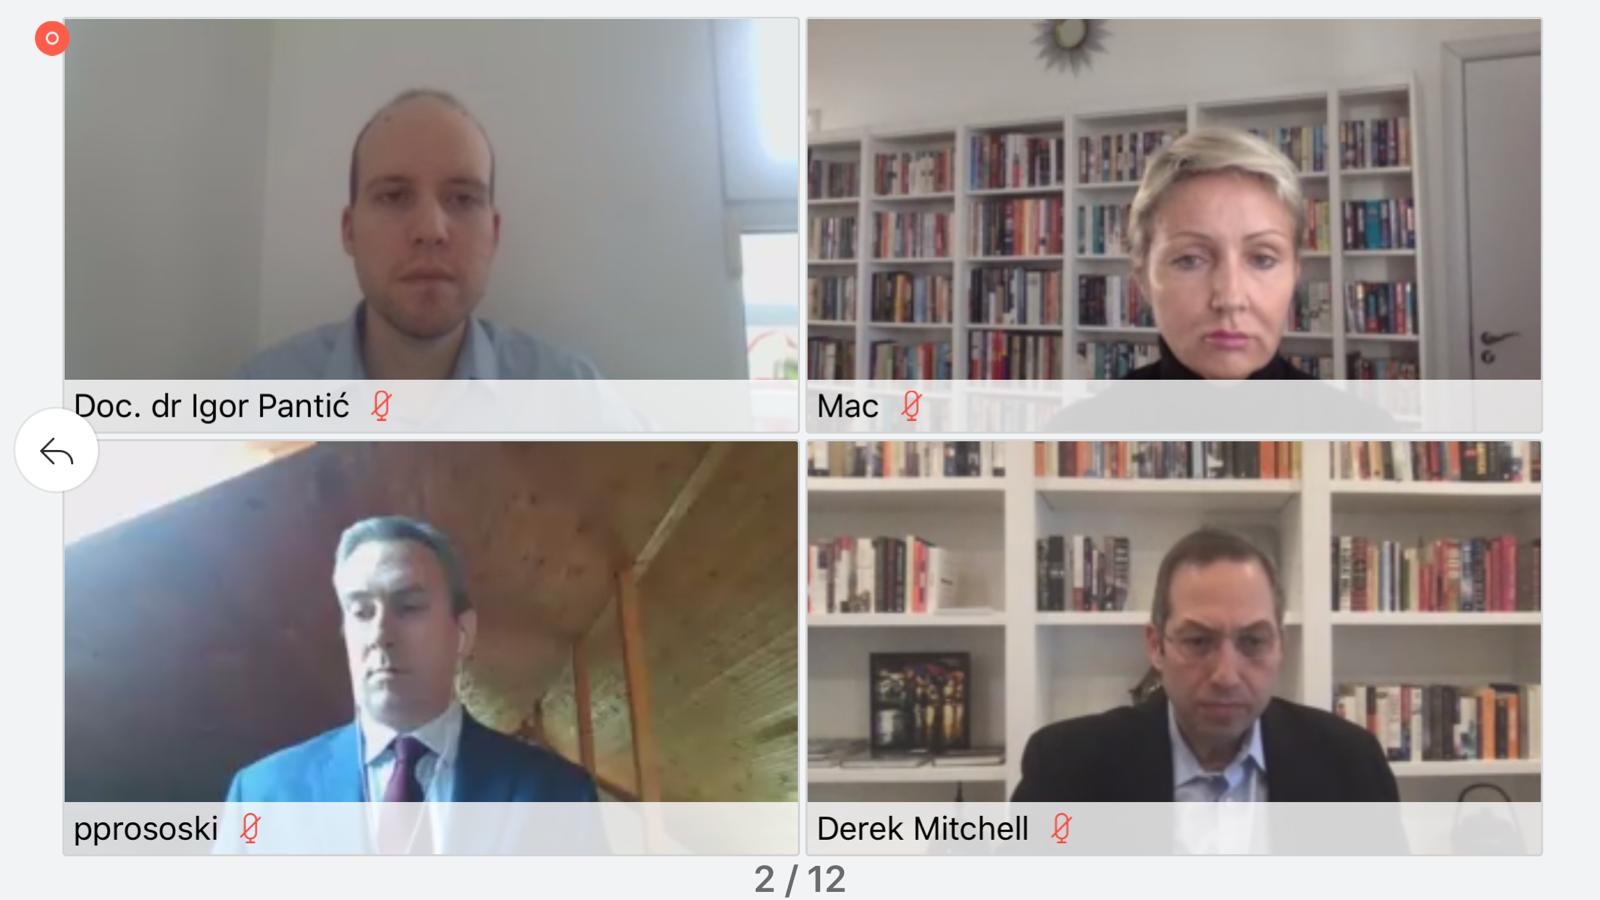 Doc. dr Igor Pantić
Mac
pprososki
Derek Mitchell
2 / 12